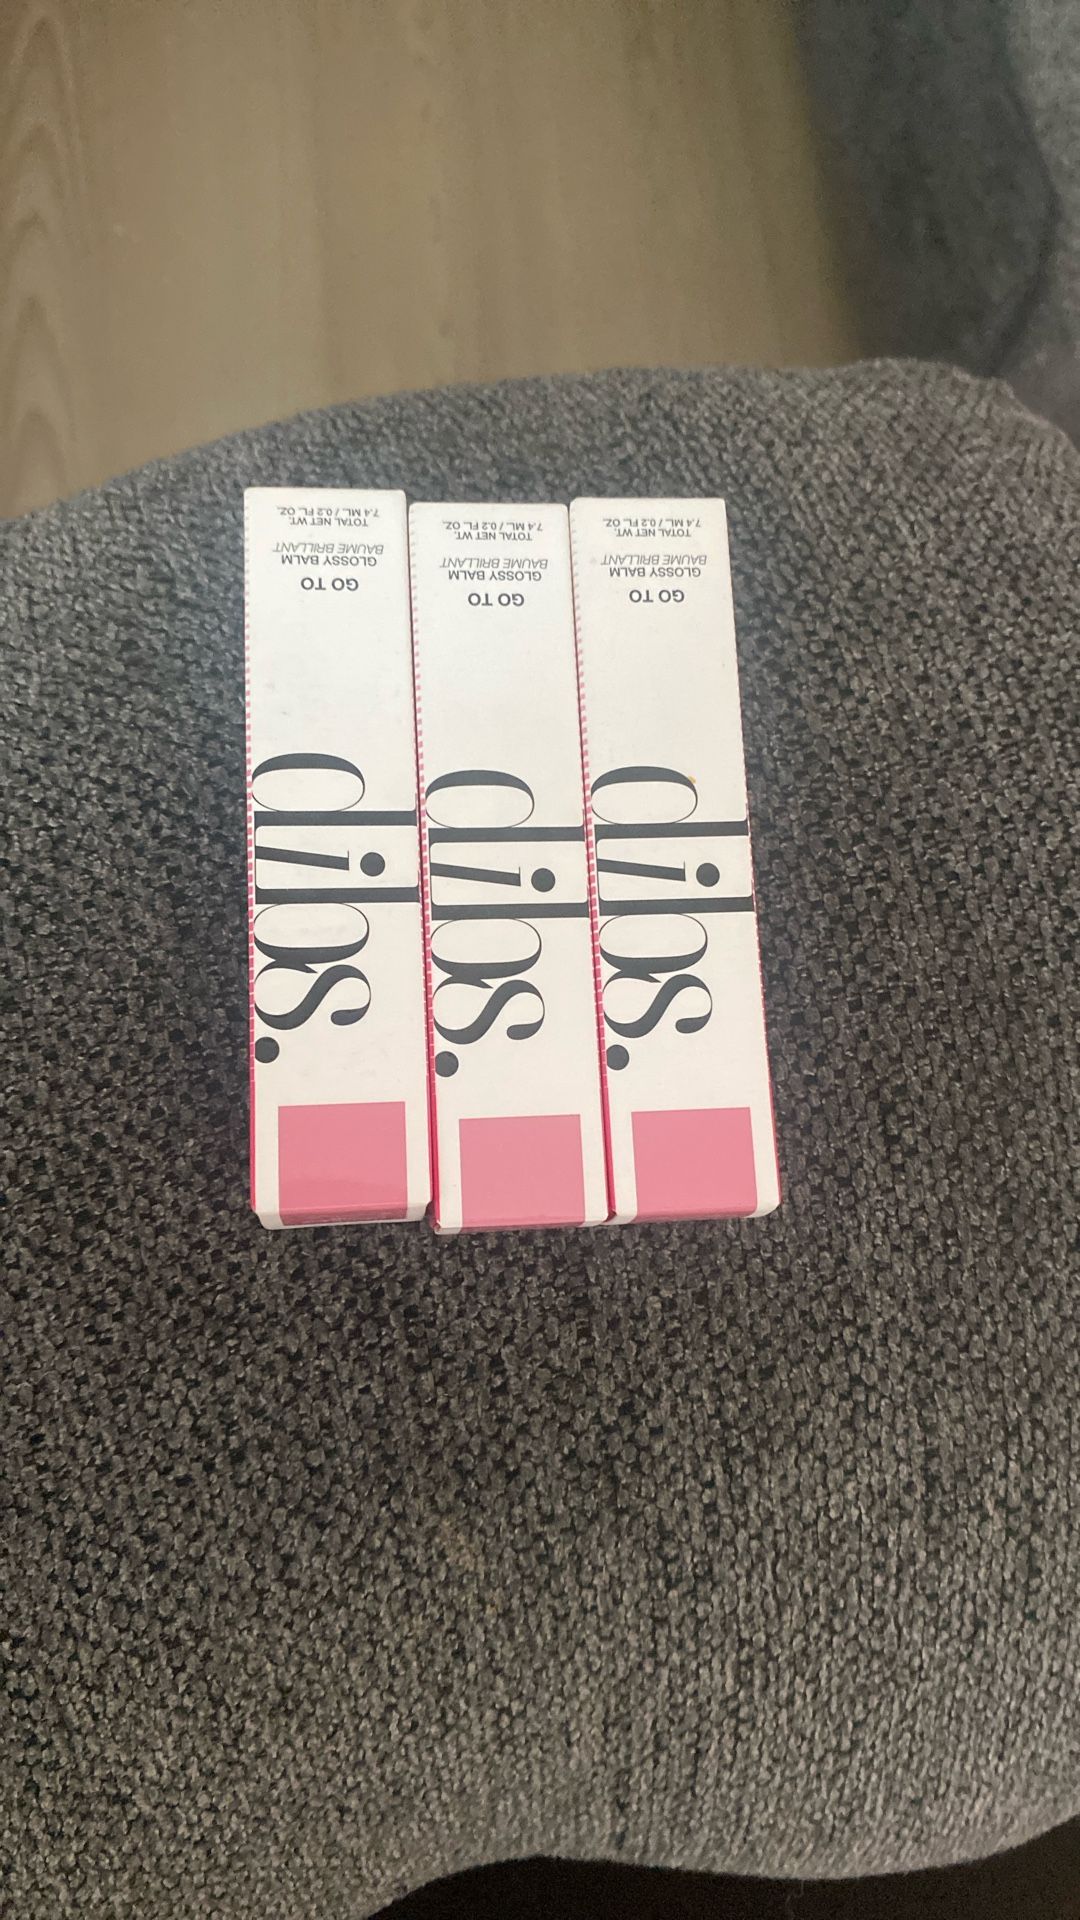 GO TO
GLOSSY BALM
BAUME BRILLANT
TOTAL NET WT.
7.4 ML. / 0.2 FL. OZ.
dibs.
GO TO
GLOSSY BALM
BAUME BRILLANT
TOTAL NET WT.
7.4 ML. / 0.2 FL. OZ.
dibs.
GO TO
GLOSSY BALM
BAUME BRILLANT
TOTAL NET WT.
7.4 ML. / 0.2 FL. OZ.
dibs.